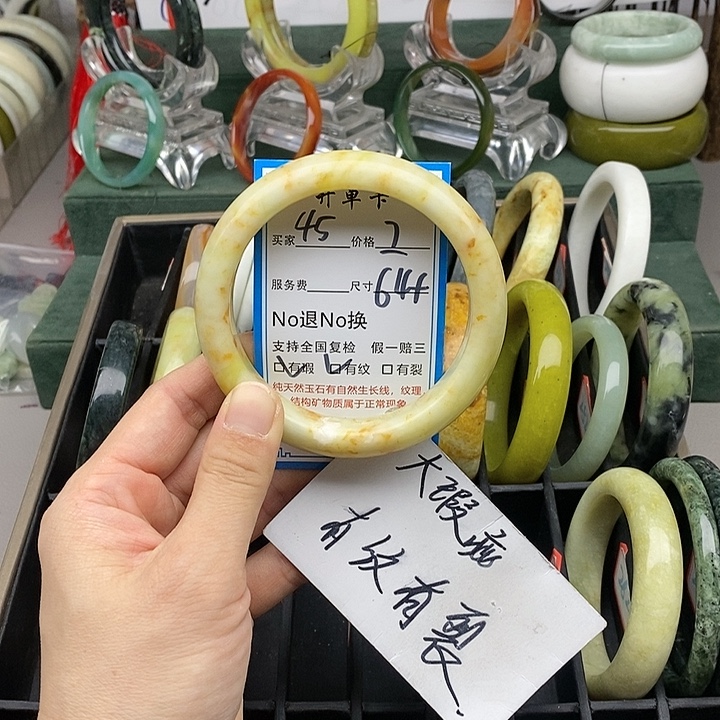 开单卡
买家 45 价格 2
服务费 尺寸 61H
No退No换
支持全国复检 假一赔三
☑有瑕 ☑有纹 □有裂
纯天然玉石有自然生长线，纹理
结构矿物质属于正常现象
大瑕疵
有纹有裂